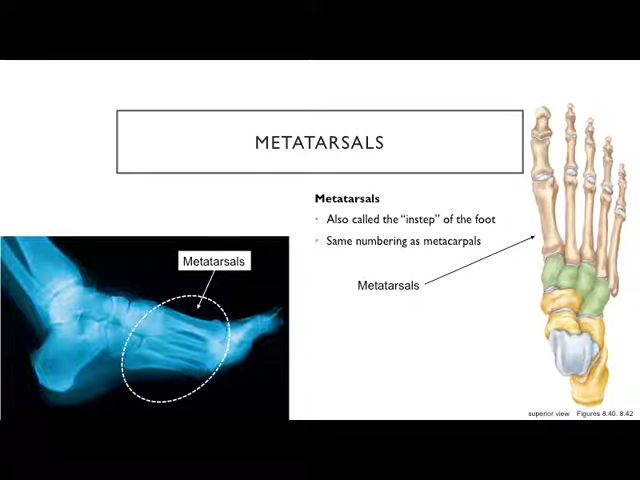 METATARSALS
Metatarsals
• Also called the “instep” of the foot
• Same numbering as metacarpals
Metatarsals
Metatarsals
superior view Figures 8.40. 8.42